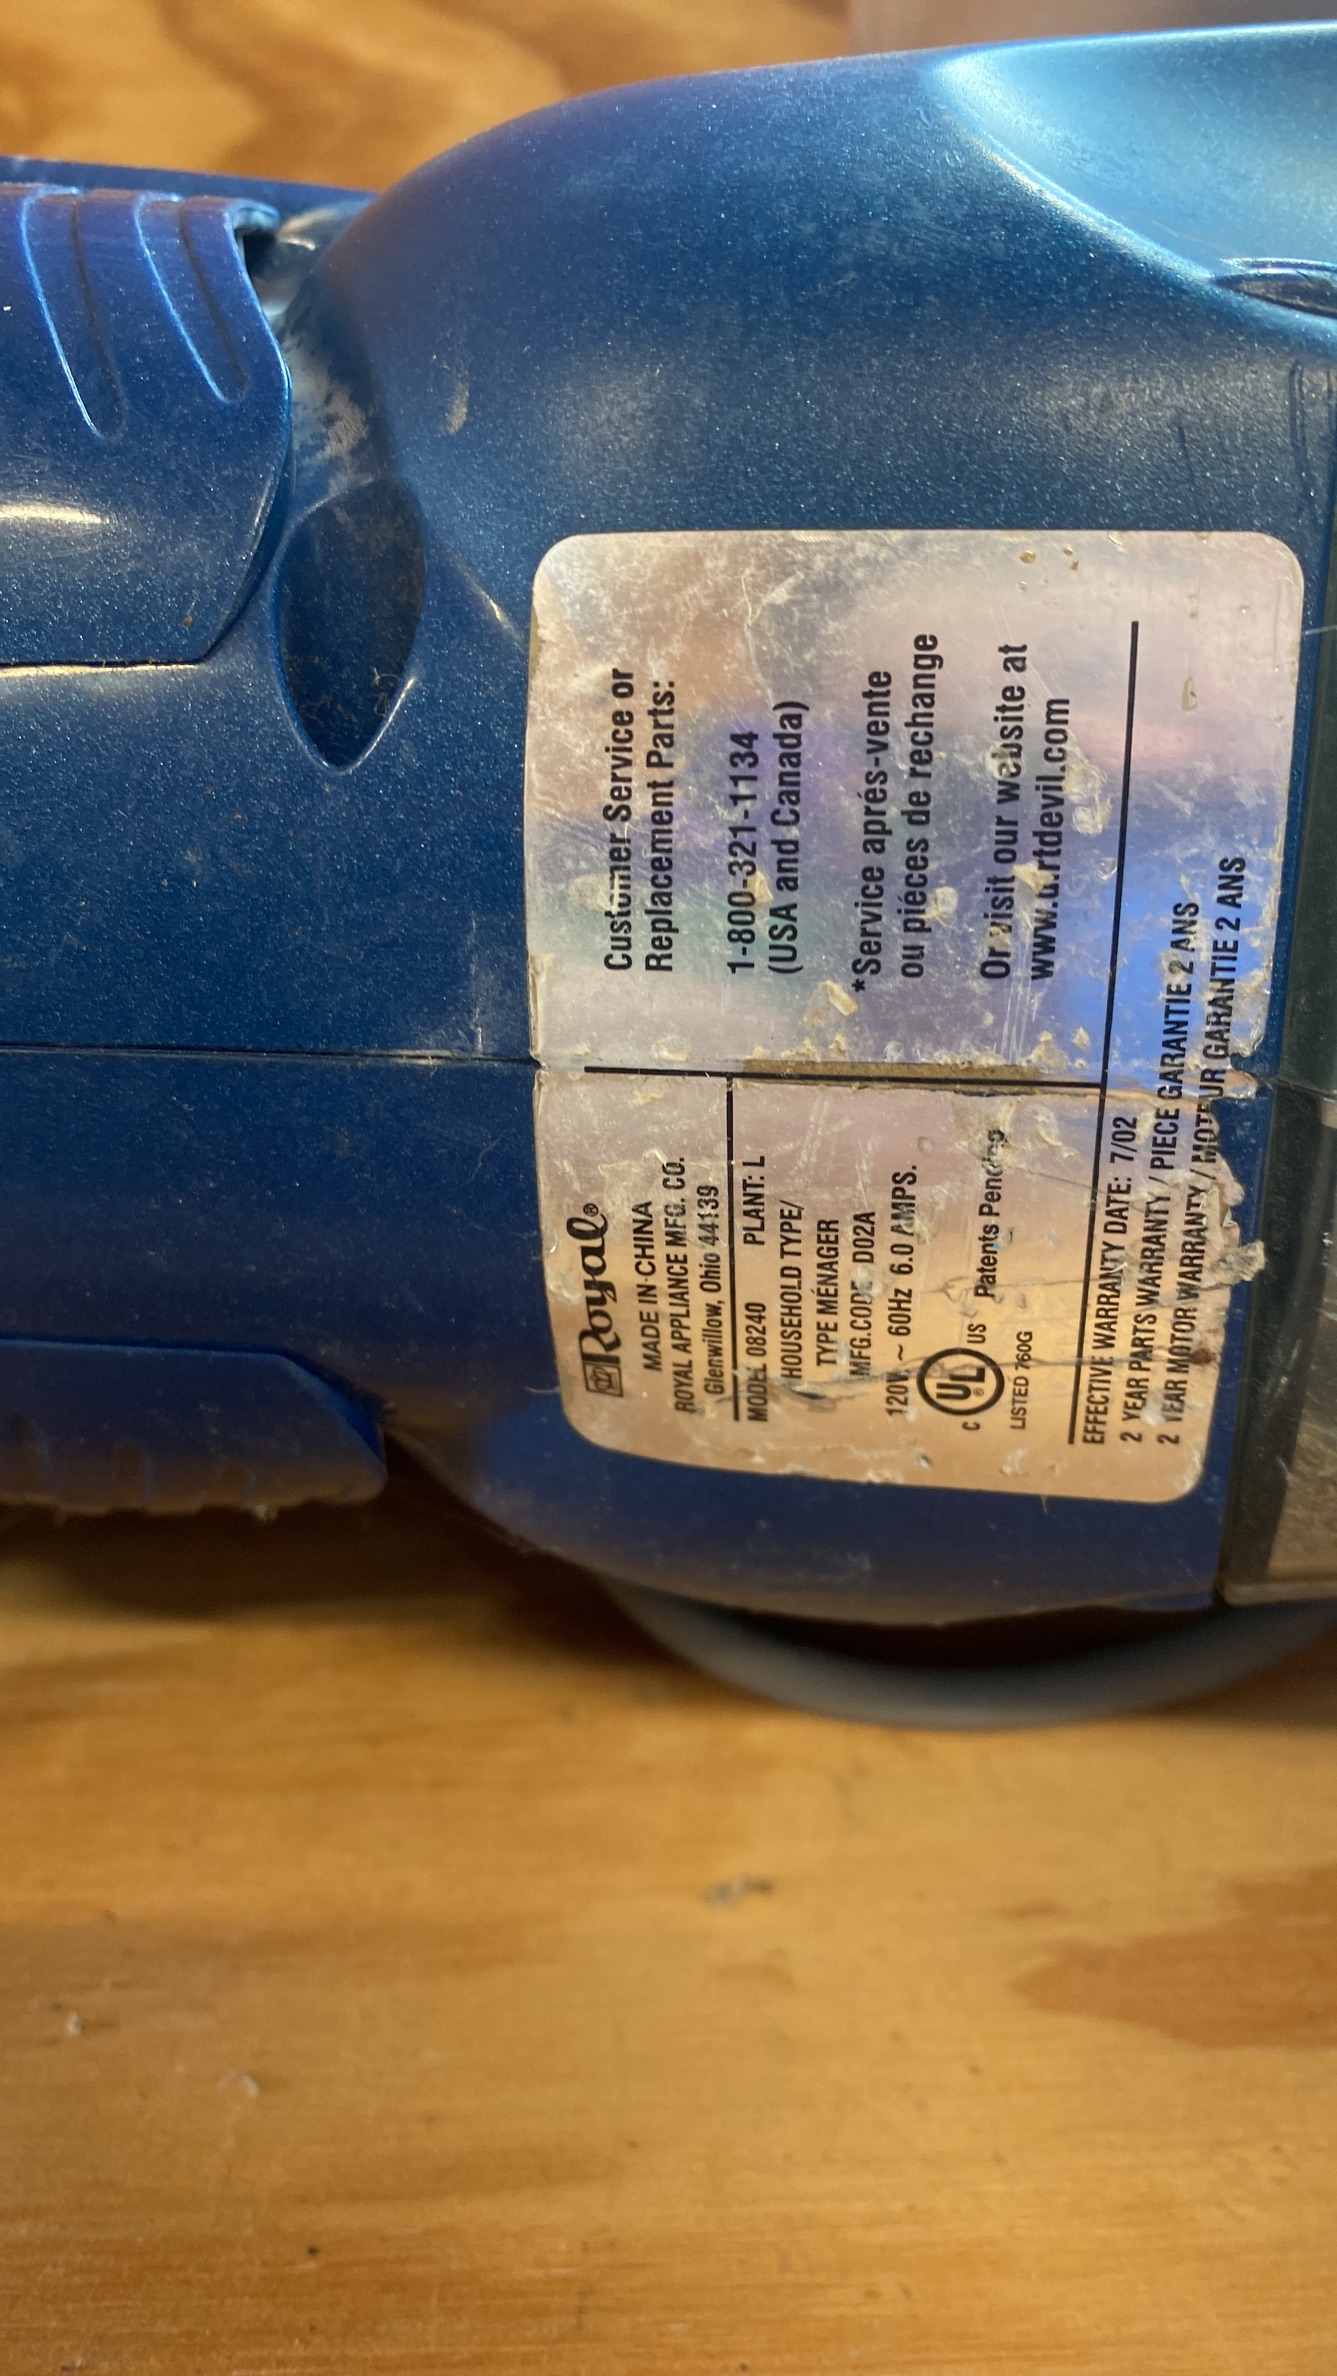 Royal®
MADE IN CHINA
ROYAL APPLIANCE MFG. CO.
Glenwillow, Ohio 44139
MODEL 08240 PLANT: L
HOUSEHOLD TYPE/
TYPE MÉNAGER
MFG.CODE D02A
120V. ~ 60Hz 6.0 AMPS.
C UL® US Patents Pending
LISTED 760G
Customer Service or
Replacement Parts:
1-800-321-1134
(USA and Canada)
*Service aprés-vente
ou piéces de rechange
Or visit our website at
www.dirtdevil.com
EFFECTIVE WARRANTY DATE: 7/02
2 YEAR PARTS WARRANTY / PIECE GARANTIE 2 ANS
2 YEAR MOTOR WARRANTY / MOTEUR GARANTIE 2 ANS